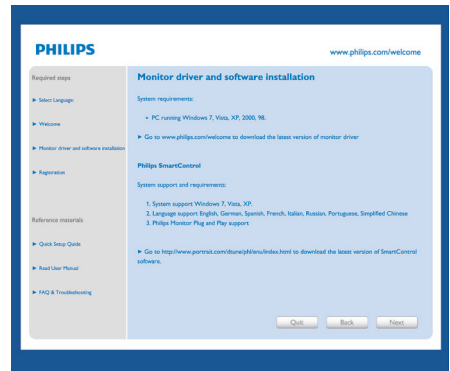 PHILIPS
www.philips.com/welcome
Required steps
Select Language:
Welcome
Monitor driver and software installation
Registration
Reference materials
Quick Setup Quide
Read User Manual
FAQ & Troubleshooting
Monitor driver and software installation
System requirements:
• PC running Windows 7, Vista, XP, 2000, 98.
Go to www.philips.com/welcome to download the latest version of monitor driver
Philips SmartControl
System support and requirements:
1. System support Windows 7, Vista, XP.
2. Language support English, German, Spanish, French, Italian, Russian, Portuguese, Simplified Chinese
3. Philips Monitor Plug and Play support
Go to http://www.portrait.com/dtune/phl/enu/index.html to download the latest version of SmartControl
software.
Quit
Back
Next